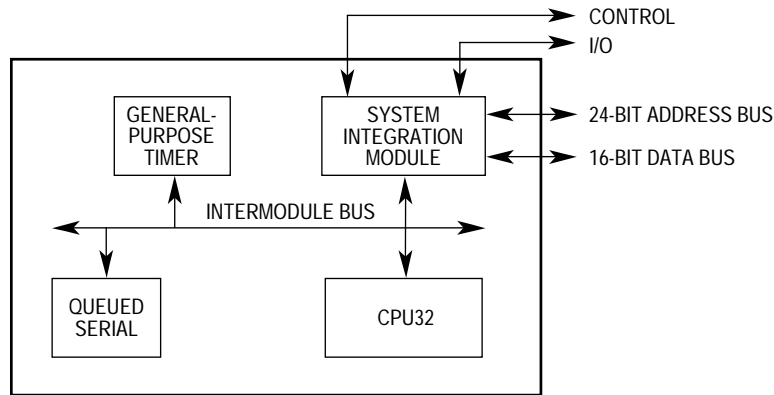 CONTROL
I/O
GENERAL-
PURPOSE
TIMER
SYSTEM
INTEGRATION
MODULE
24-BIT ADDRESS BUS
16-BIT DATA BUS
INTERMODULE BUS
QUEUED
SERIAL
CPU32